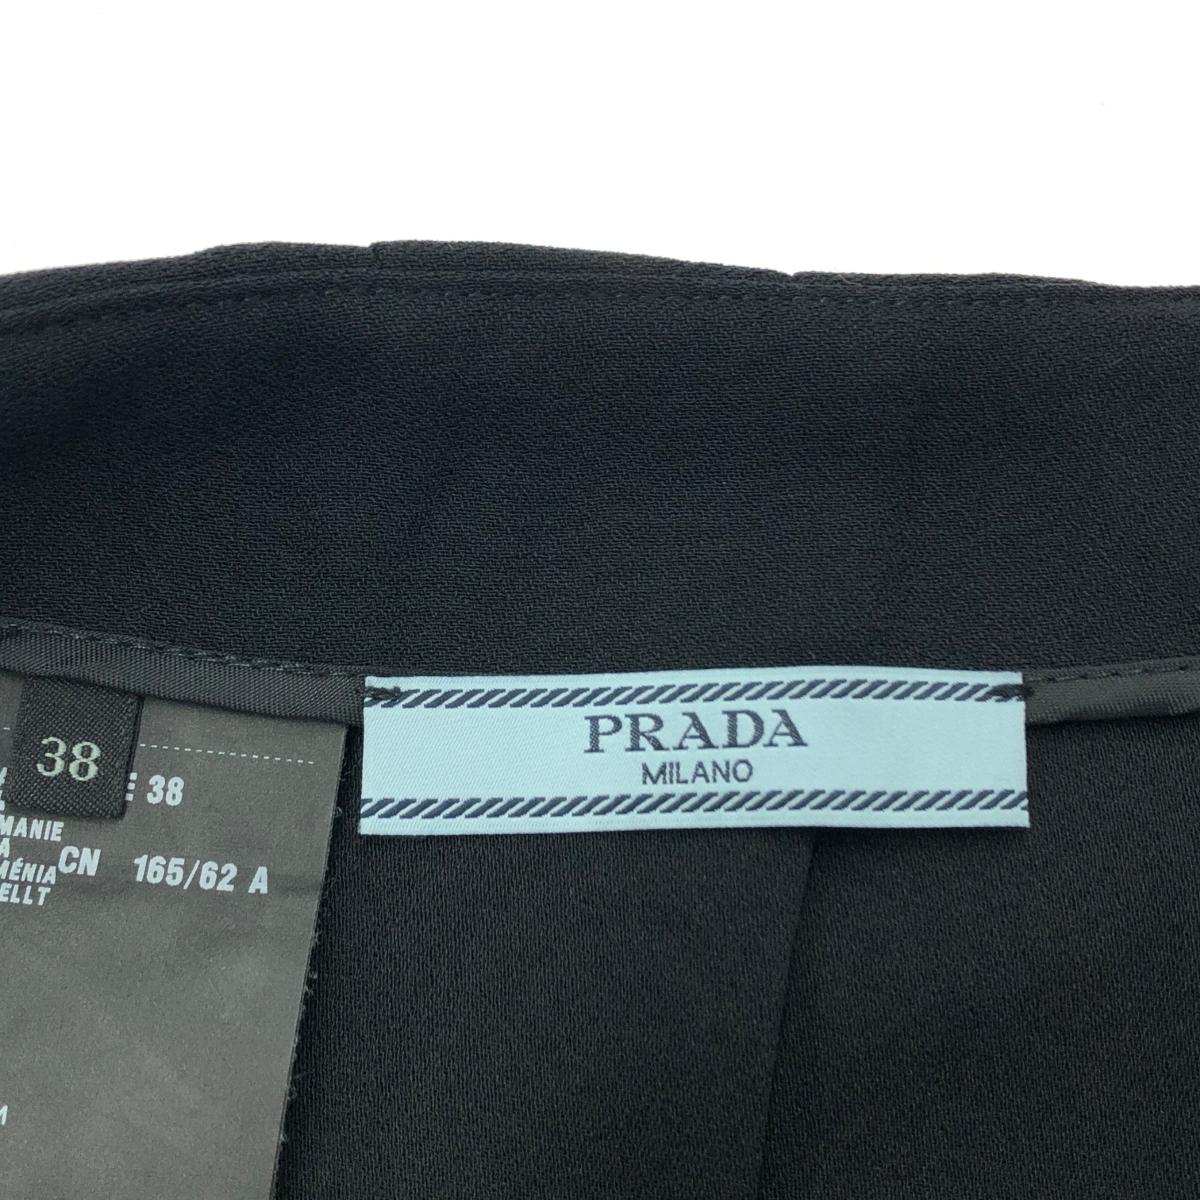 PRADA
MILANO
38
E 38
MANIE
A
MÉNIA
ELLT
CN 165/62 A